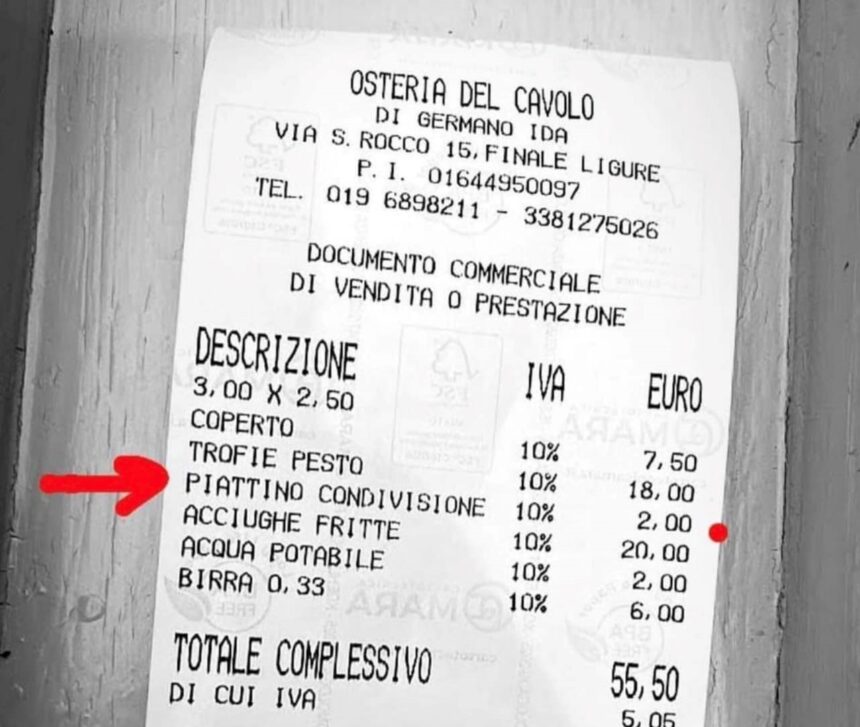 OSTERIA DEL CAVOLO
DI GERMANO IDA
VIA S. ROCCO 15, FINALE LIGURE
P. I. 01644950097
TEL. 019 6898211 - 3381275026
DOCUMENTO COMMERCIALE
DI VENDITA O PRESTAZIONE
DESCRIZIONE IVA EURO
3,00 X 2,50
COPERTO 10% 7,50
TROFIE PESTO 10% 18,00
PIATTINO CONDIVISIONE 10% 2,00
ACCIUGHE FRITTE 10% 20,00
ACQUA POTABILE 10% 2,00
BIRRA 0,33 10% 6,00
TOTALE COMPLESSIVO 55,50
DI CUI IVA 5,05